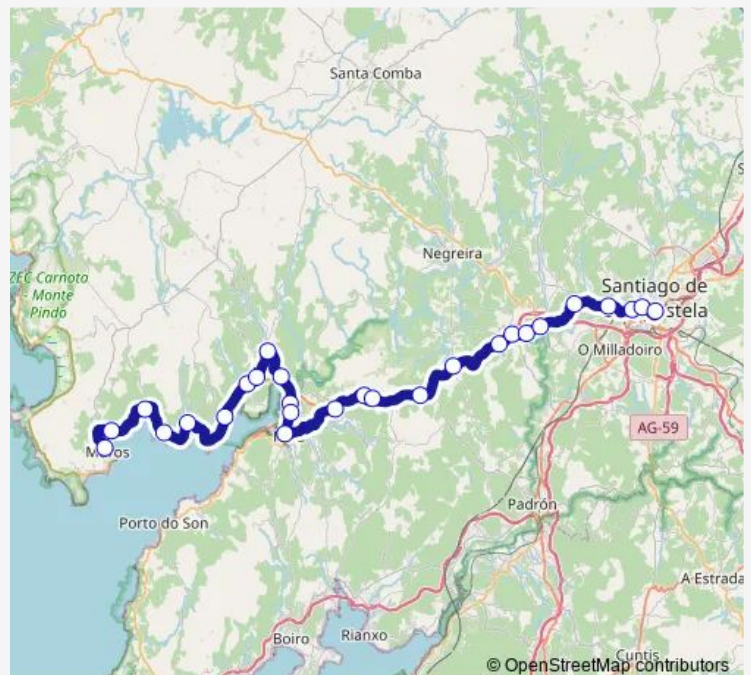 Santa Comba
ZEC Carnota
- Monte
Pindo
Negreira
Santiago de
stela
O Milladoiro
AG-59
M os
Padrón
Porto do Son
A Estrada
Boiro
Rianxo
Cuntis
© OpenStreetMap contributors